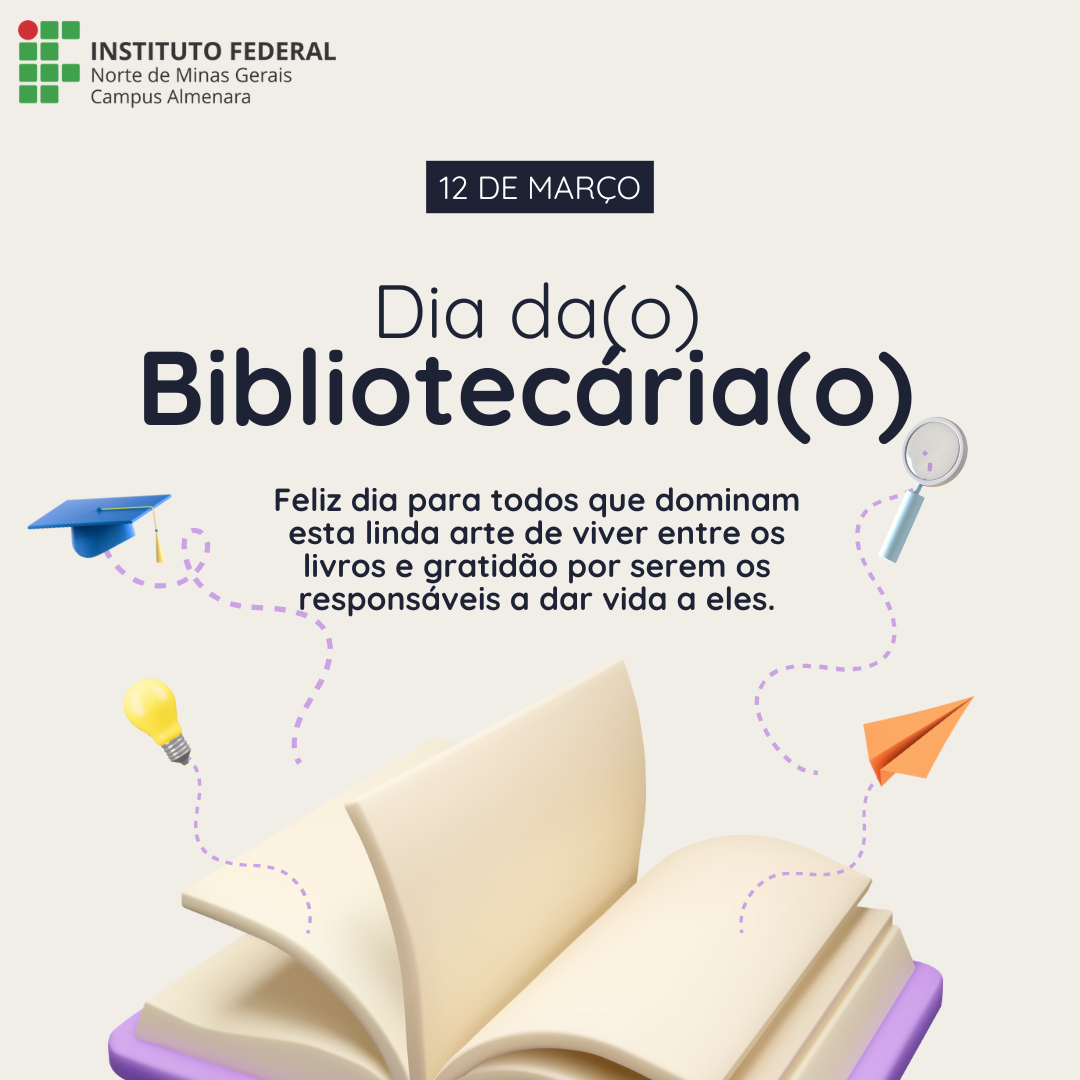 INSTITUTO FEDERAL
Norte de Minas Gerais
Campus Almenara
12 DE MARÇO
Dia da(o)
Bibliotecária(o)
Feliz dia para todos que dominam
esta linda arte de viver entre os
livros e gratidão por serem os
responsáveis a dar vida a eles.